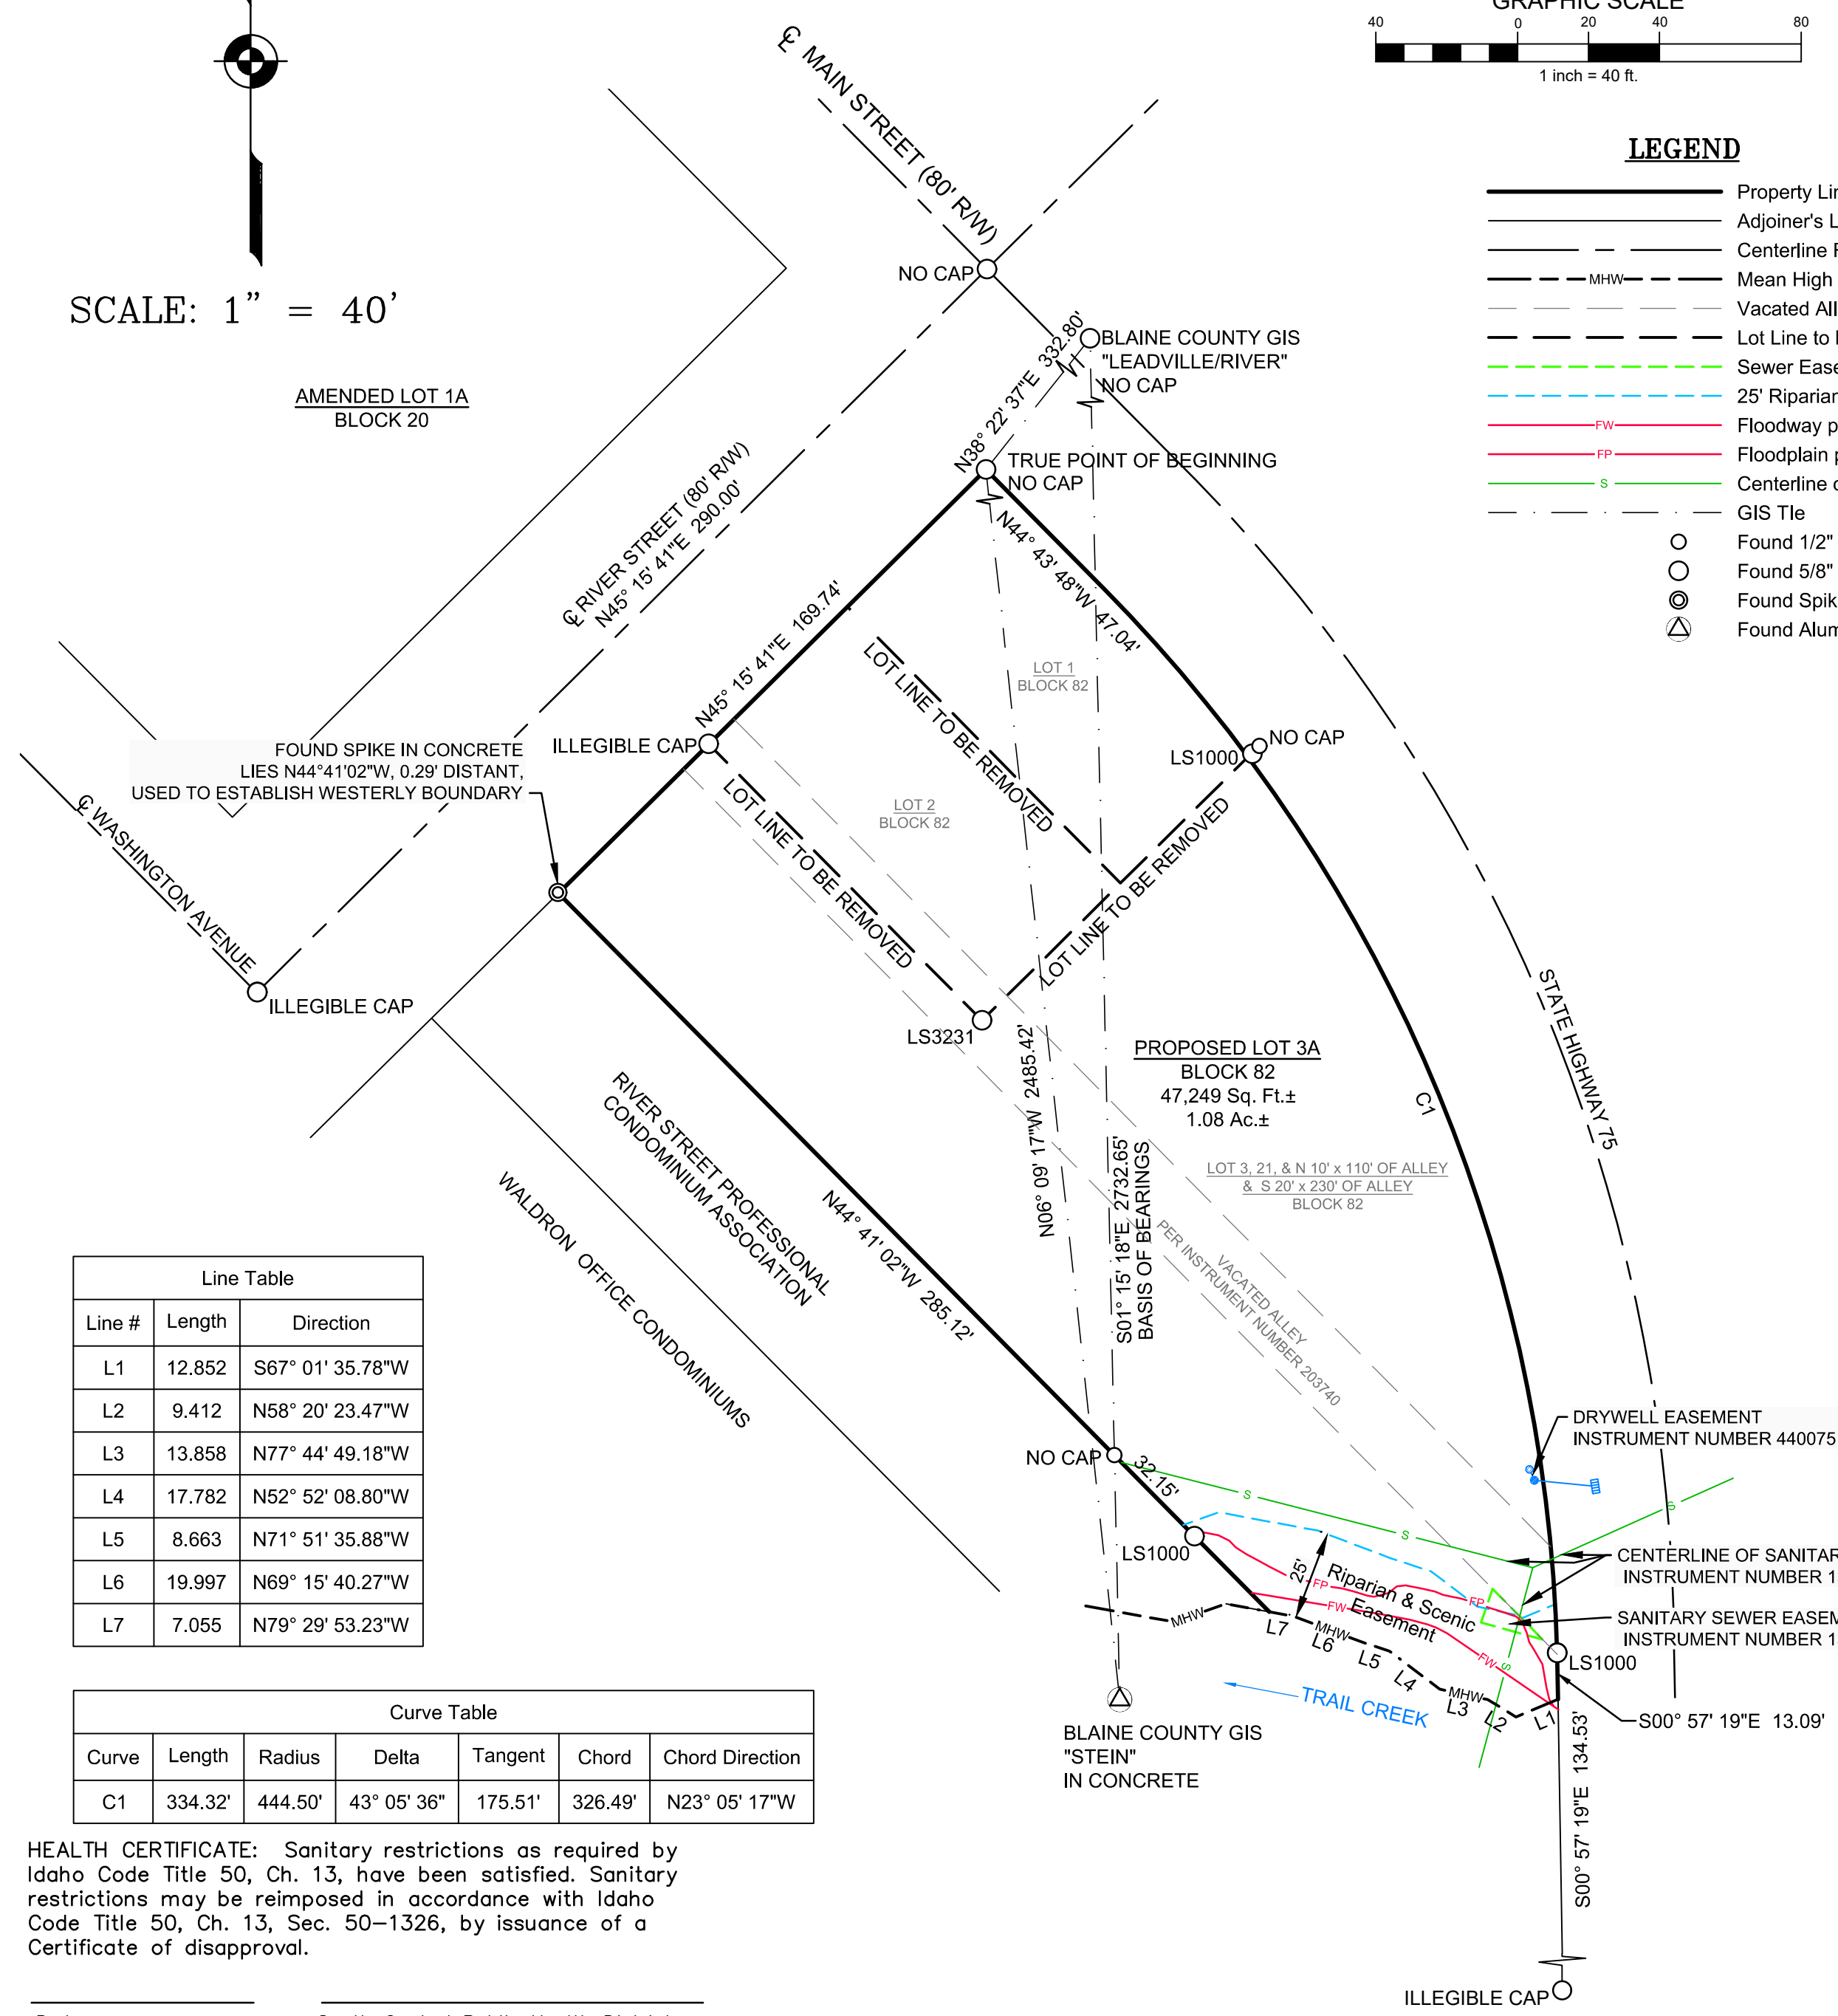 GRAPHIC SCALE
40 0 20 40 80
1 inch = 40 ft.
SCALE: 1" = 40'
LEGEND
Property
Adjoiner's
Centerline
MHW Mean High
Vacated
Lot Line to
Sewer
25' Riparian
FW Floodway
FP Floodplain
S Centerline
GIS TIe
Found 1/2"
Found 5/8"
Found
Found
℄ MAIN STREET (80' R/W)
NO CAP
BLAINE COUNTY GIS
"LEADVILLE/RIVER"
NO CAP
N38° 22' 37"E 332.80'
TRUE POINT OF BEGINNING
NO CAP
AMENDED LOT 1A
BLOCK 20
℄ RIVER STREET (80' R/W)
N45° 15' 41"E 290.00'
N45° 15' 41"E 169.74'
N44° 43' 48"W 47.04'
LOT 1
BLOCK 82
LOT LINE TO BE REMOVED
NO CAP
LS1000
ILLEGIBLE CAP
FOUND SPIKE IN CONCRETE
LIES N44°41'02"W, 0.29' DISTANT,
USED TO ESTABLISH WESTERLY BOUNDARY
LOT 2
BLOCK 82
LOT LINE TO BE REMOVED
LOT LINE TO BE REMOVED
℄ WASHINGTON AVENUE
ILLEGIBLE CAP
LS3231
STATE HIGHWAY 75
PROPOSED LOT 3A
BLOCK 82
47,249 Sq. Ft.±
1.08 Ac.±
C1
LOT 3, 21, & N 10' x 110' OF ALLEY
& S 20' x 230' OF ALLEY
BLOCK 82
N06° 09' 17"W 2485.42'
S01° 15' 18"E 2732.65'
BASIS OF BEARINGS
RIVER STREET PROFESSIONAL
CONDOMINIUM ASSOCIATION
WALDRON OFFICE CONDOMINIUMS
N44° 41' 02"W 285.12'
VACATED ALLEY
PER INSTRUMENT NUMBER 203740
Line Table
Line # Length Direction
L1 12.852 S67° 01' 35.78"W
L2 9.412 N58° 20' 23.47"W
L3 13.858 N77° 44' 49.18"W
L4 17.782 N52° 52' 08.80"W
L5 8.663 N71° 51' 35.88"W
L6 19.997 N69° 15' 40.27"W
L7 7.055 N79° 29' 53.23"W
DRYWELL EASEMENT
INSTRUMENT NUMBER 440075
NO CAP
32.15'
S
S
S
LS1000
25'
Riparian & Scenic
Easement
FP
FP
FW
FW
S
CENTERLINE OF
INSTRUMENT NUMBER
SANITARY SEWER
INSTRUMENT NUMBER
LS1000
MHW
MHW
MHW
L7
L6
L5
L4
L3
L2
L1
TRAIL CREEK
S00° 57' 19"E 13.09'
S00° 57' 19"E 134.53'
BLAINE COUNTY GIS
"STEIN"
IN CONCRETE
Curve Table
Curve Length Radius Delta Tangent Chord Chord Direction
C1 334.32' 444.50' 43° 05' 36" 175.51' 326.49' N23° 05' 17"W
HEALTH CERTIFICATE: Sanitary restrictions as required by
Idaho Code Title 50, Ch. 13, have been satisfied. Sanitary
restrictions may be reimposed in accordance with Idaho
Code Title 50, Ch. 13, Sec. 50-1326, by issuance of a
Certificate of disapproval.
ILLEGIBLE CAP